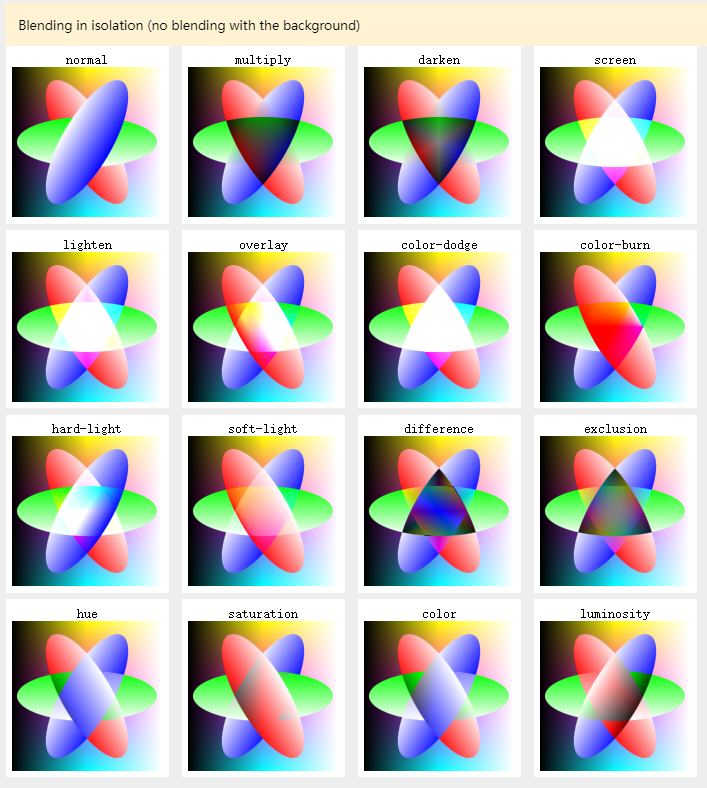 Blending in isolation (no blending with the background)
normal
multiply
darken
screen
lighten
overlay
color-dodge
color-burn
hard-light
soft-light
difference
exclusion
hue
saturation
color
luminosity